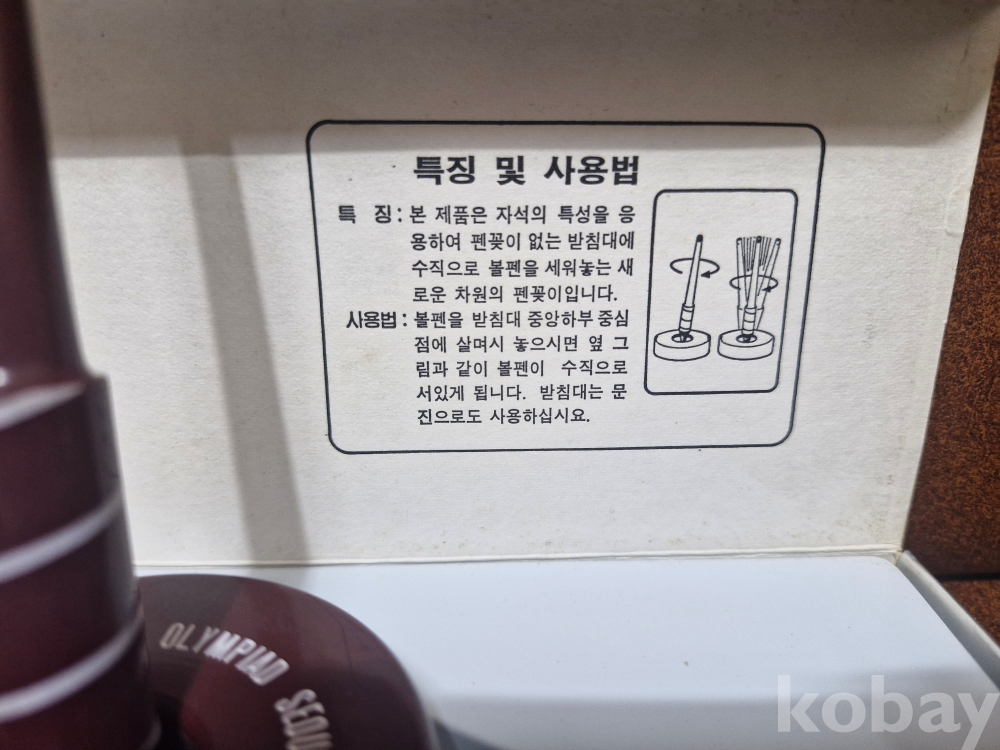 특징 및 사용법
특 징 : 본 제품은 자석의 특성을 응
용하여 펜꽂이 없는 받침대에
수직으로 볼펜을 세워놓는 새
로운 차원의 펜꽂이입니다.
사용법 : 볼펜을 받침대 중앙하부 중심
점에 살며시 놓으시면 옆 그
림과 같이 볼펜이 수직으로
서있게 됩니다. 받침대는 문
진으로도 사용하십시요.
OLYMPIAD SEOUL
kobay